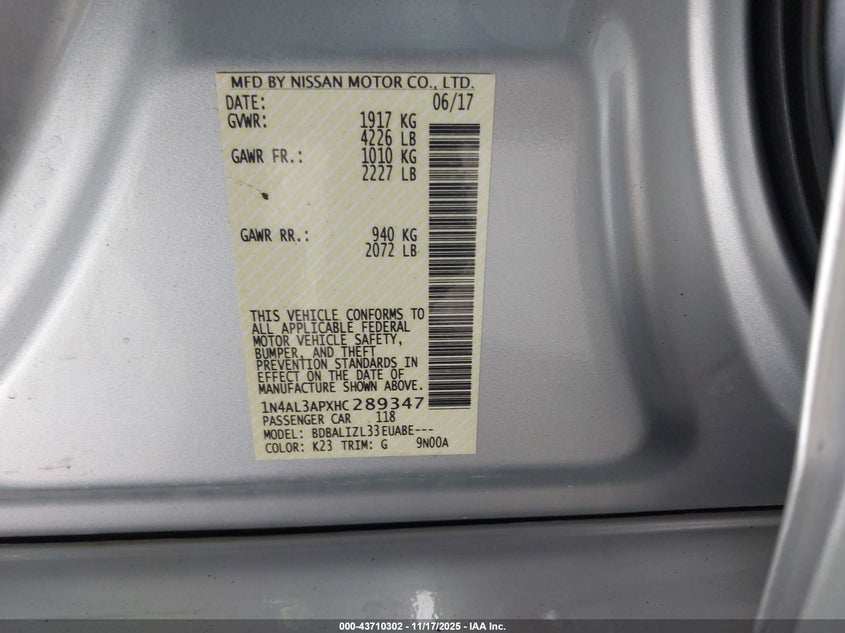 MFD BY NISSAN MOTOR CO., LTD.
DATE: 06/17
GVWR: 1917 KG
4226 LB
GAWR FR.: 1010 KG
2227 LB
GAWR RR.: 940 KG
2072 LB
THIS VEHICLE CONFORMS TO
ALL APPLICABLE FEDERAL
MOTOR VEHICLE SAFETY,
BUMPER, AND THEFT
PREVENTION STANDARDS IN
EFFECT ON THE DATE OF
MANUFACTURE SHOWN ABOVE.
1N4AL3APXHC289347
PASSENGER CAR 118
MODEL: BDBALIZL33EUABE---
COLOR: K23 TRIM: G 9N00A
000-43710302 - 11/17/2025 - IAA Inc.